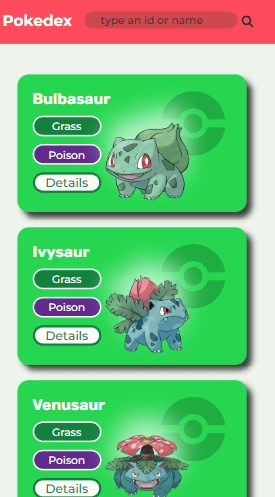 Pokedex
type an id or name
Bulbasaur
Grass
Poison
Details
Ivysaur
Grass
Poison
Details
Venusaur
Grass
Poison
Details